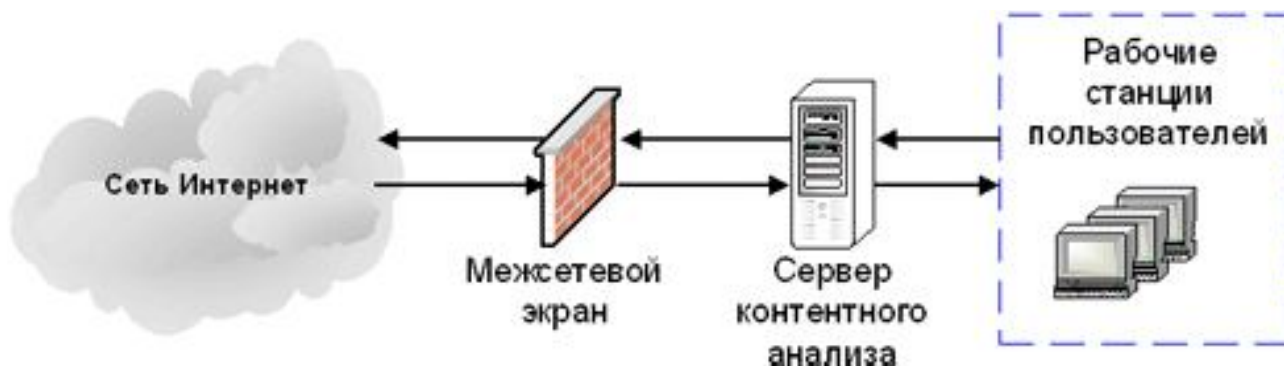 Сеть Интернет
Межсетевой
экран
Сервер
контентного
анализа
Рабочие
станции
пользователей